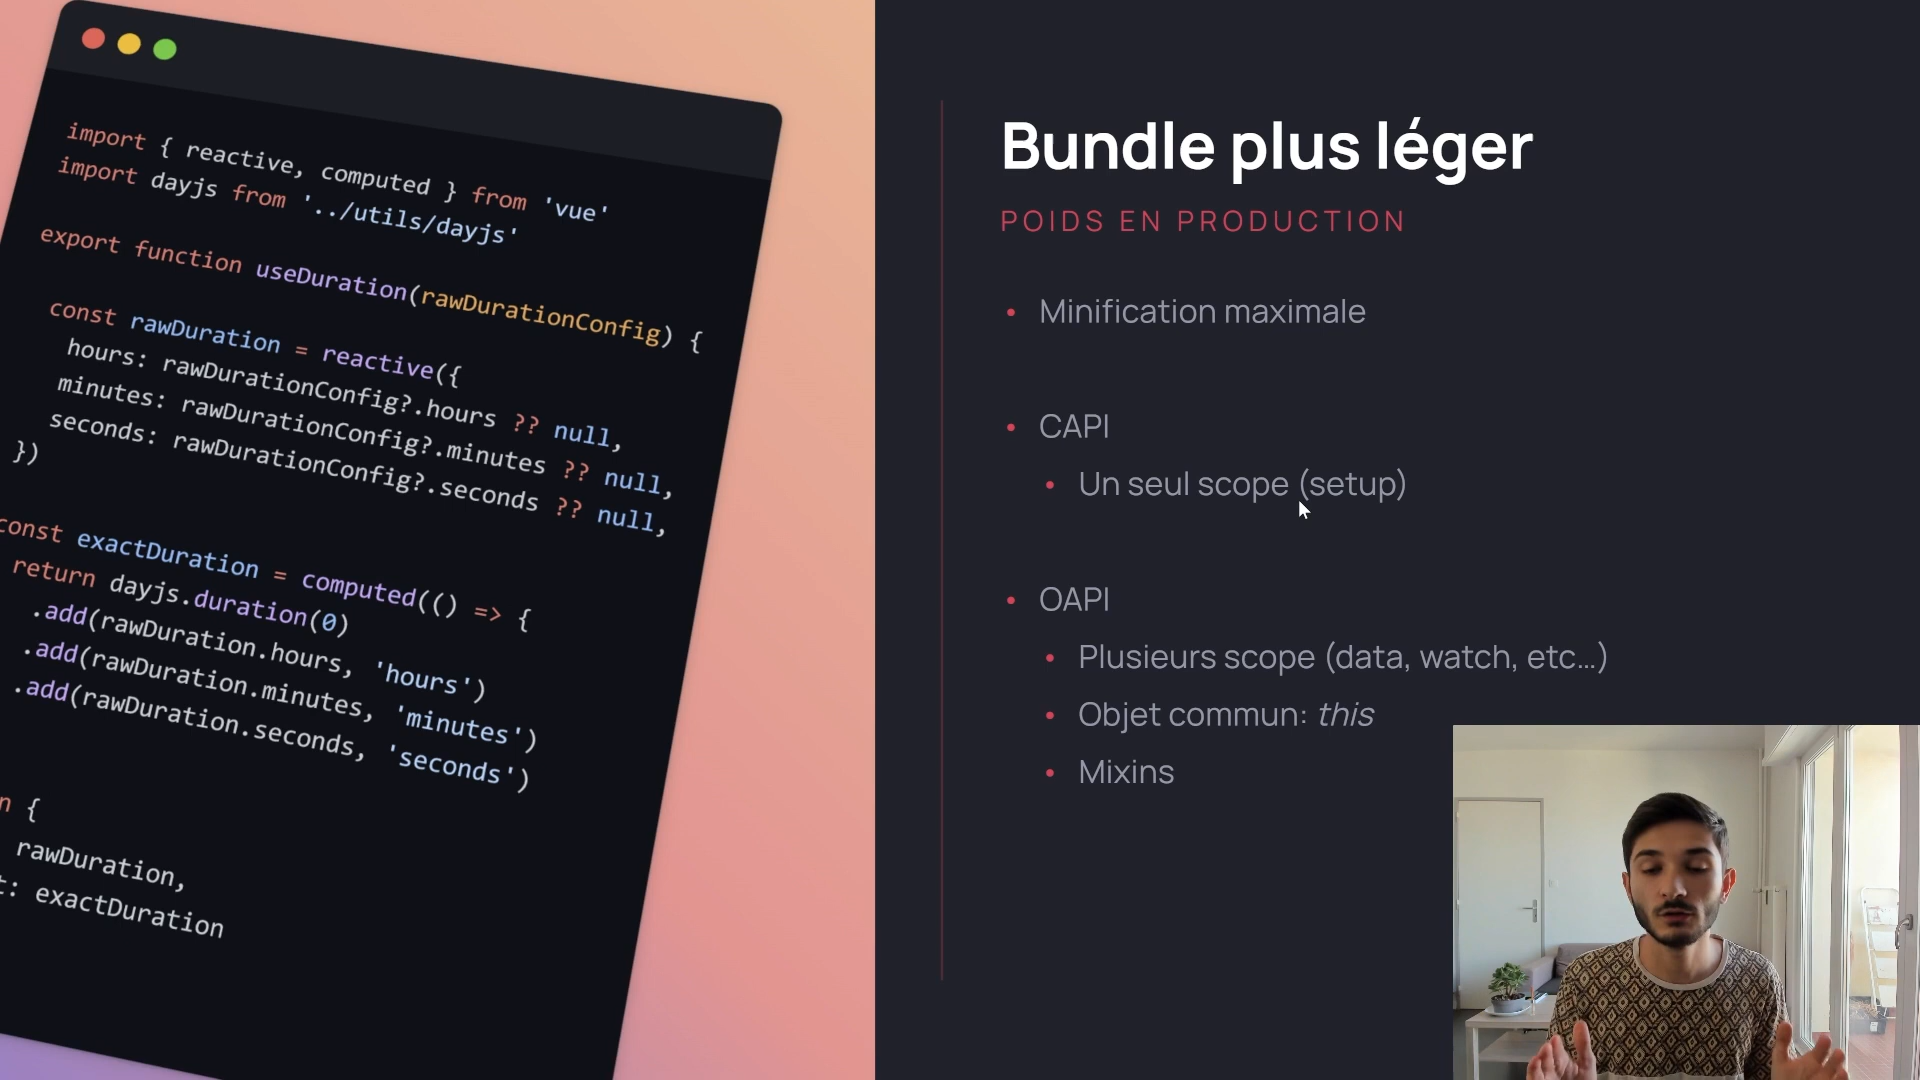 import { reactive, computed } from 'vue'
import dayjs from '../utils/dayjs'
export function useDuration(rawDurationConfig) {
const rawDuration = reactive({
hours: rawDurationConfig?.hours ?? null,
minutes: rawDurationConfig?.minutes ?? null,
seconds: rawDurationConfig?.seconds ?? null,
})
const exactDuration = computed(() => {
return dayjs.duration(0)
.add(rawDuration.hours, 'hours')
.add(rawDuration.minutes, 'minutes')
.add(rawDuration.seconds, 'seconds')
n {
rawDuration,
t: exactDuration
Bundle plus léger
POIDS EN PRODUCTION
• Minification maximale
• CAPI
• Un seul scope (setup)
• OAPI
• Plusieurs scope (data, watch, etc...)
• Objet commun: this
• Mixins